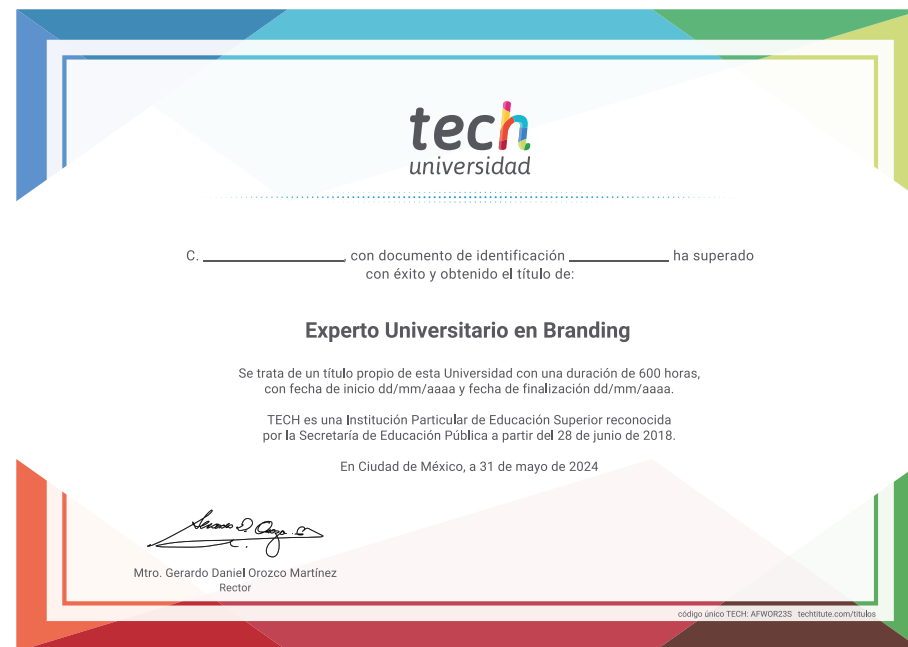 tech
universidad
C. ____________, con documento de identificación ____________ ha superado
con éxito y obtenido el título de:
Experto Universitario en Branding
Se trata de un título propio de esta Universidad con una duración de 600 horas,
con fecha de inicio dd/mm/aaaa y fecha de finalización dd/mm/aaaa.
TECH es una Institución Particular de Educación Superior reconocida
por la Secretaría de Educación Pública a partir del 28 de junio de 2018.
En Ciudad de México, a 31 de mayo de 2024
Mtro. Gerardo Daniel Orozco Martínez
Rector
código único TECH: AFWOR23S techtitute.com/titulos